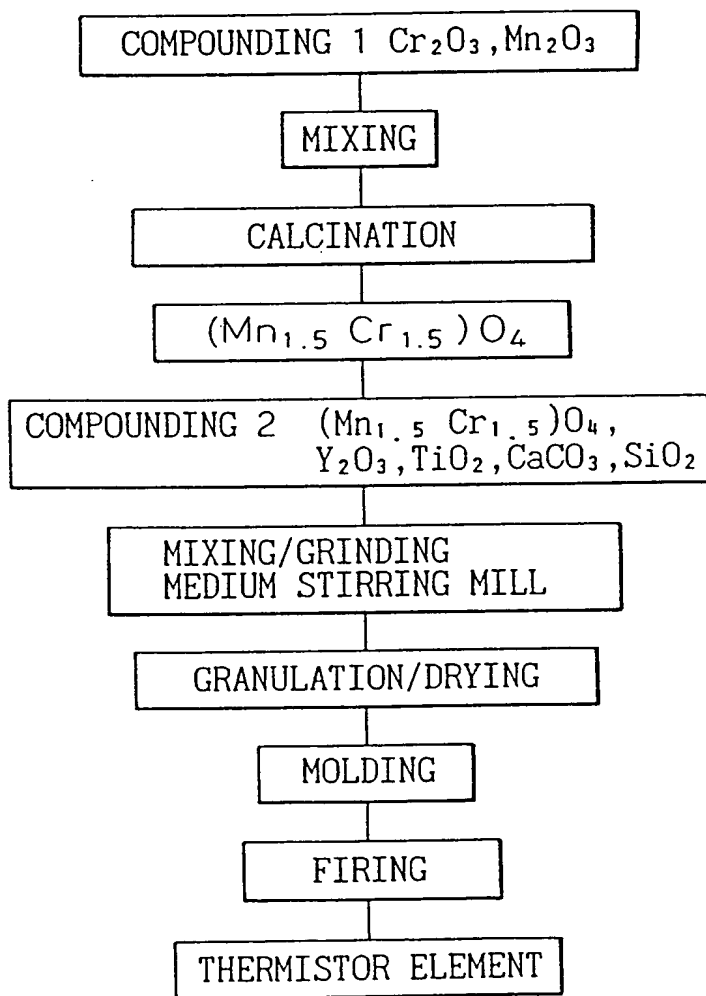 COMPOUNDING 1 Cr₂O₃,Mn₂O₃
MIXING
CALCINATION
(Mn₁.₅ Cr₁.₅)O₄
COMPOUNDING 2 (Mn₁.₅ Cr₁.₅)O₄,
Y₂O₃,TiO₂,CaCO₃,SiO₂
MIXING/GRINDING
MEDIUM STIRRING MILL
GRANULATION/DRYING
MOLDING
FIRING
THERMISTOR ELEMENT